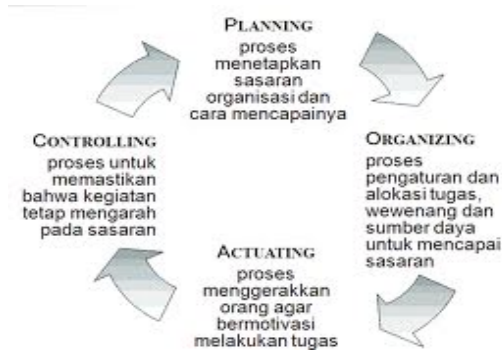 PLANNING
proses
menetapkan
sasaran
organisasi dan
cara mencapainya
ORGANIZING
proses
pengaturan dan
alokasi tugas,
wewenang dan
sumber daya
untuk mencapai
sasaran
ACTUATING
proses
menggerakkan
orang agar
bermotivasi
melakukan tugas
CONTROLLING
proses untuk
memastikan
bahwa kegiatan
tetap mengarah
pada sasaran